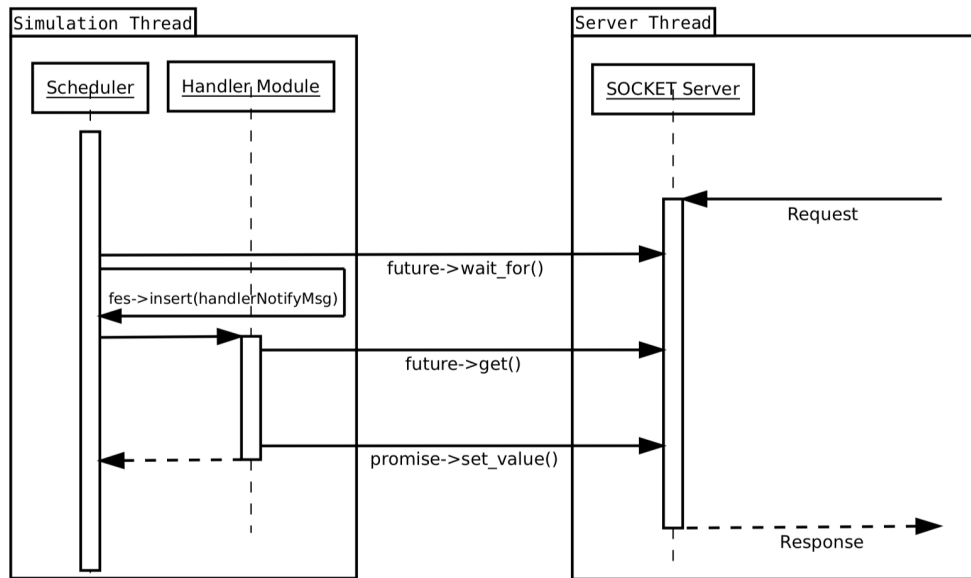 Simulation Thread
Server Thread
Scheduler
Handler Module
SOCKET Server
Request
future->wait_for()
fes->insert(handlerNotifyMsg)
future->get()
promise->set_value()
Response